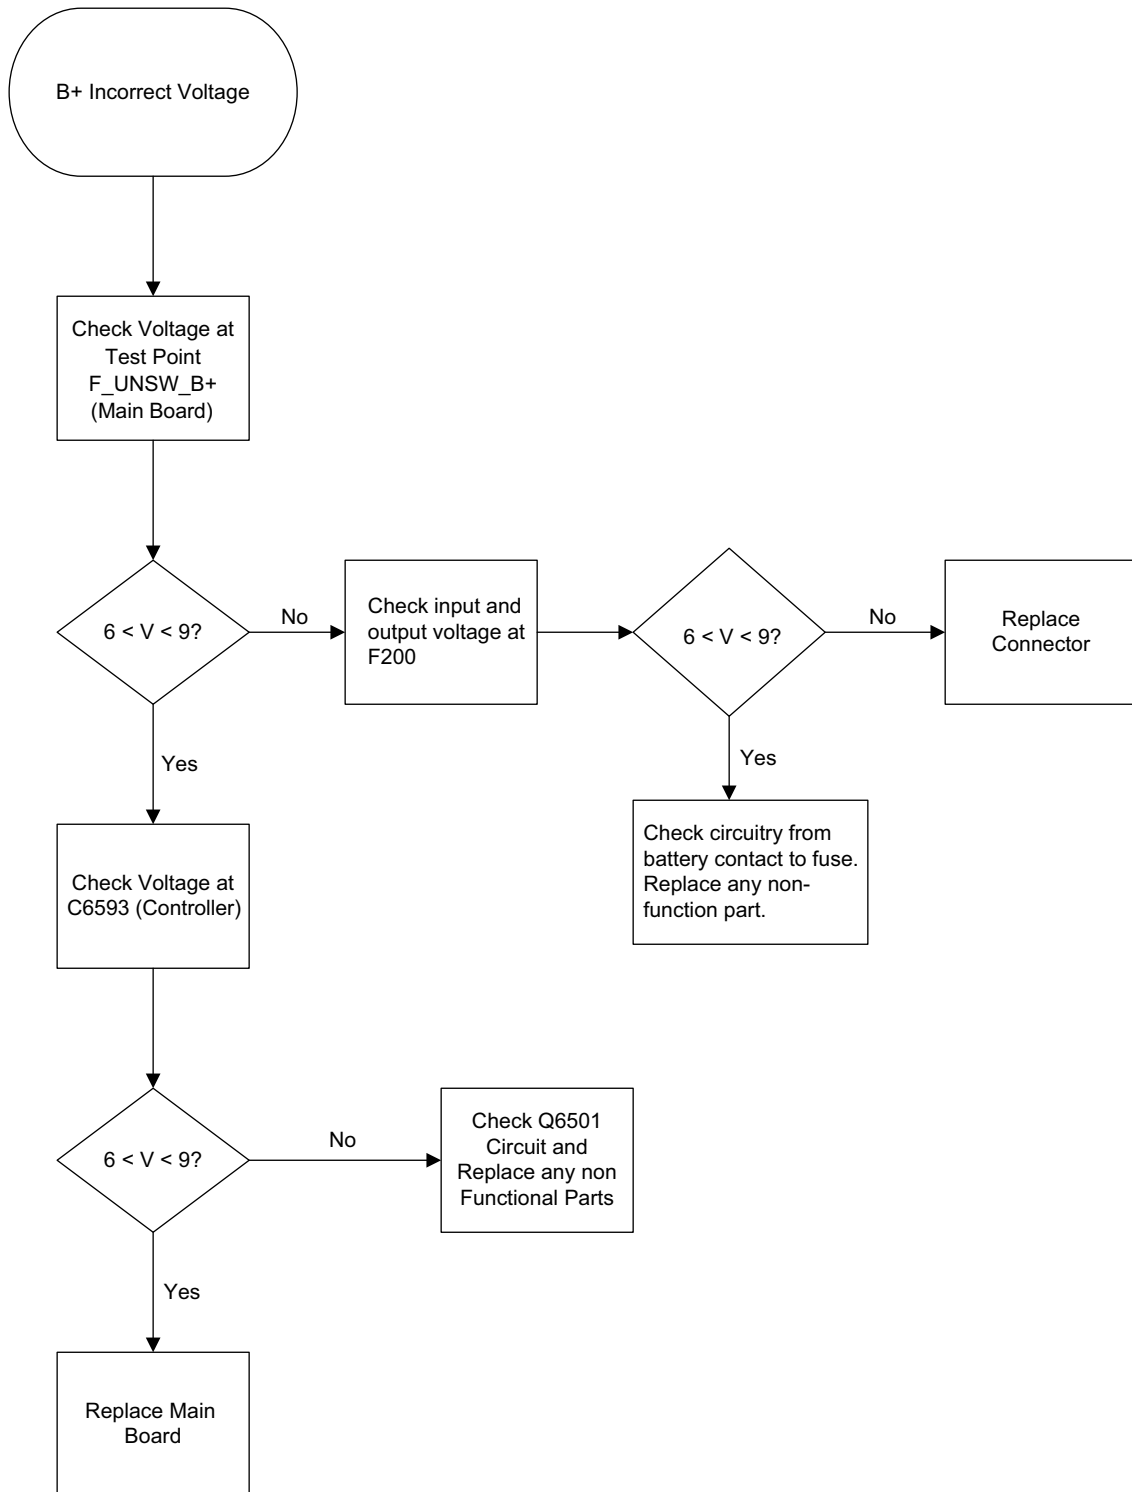 B+ Incorrect Voltage
Check Voltage at
Test Point
F_UNSW_B+
(Main Board)
6 < V < 9?
No
Check input and
output voltage at
F200
6 < V < 9?
No
Replace
Connector
Yes
Yes
Check circuitry from
battery contact to fuse.
Replace any non-
function part.
Check Voltage at
C6593 (Controller)
6 < V < 9?
No
Check Q6501
Circuit and
Replace any non
Functional Parts
Yes
Replace Main
Board